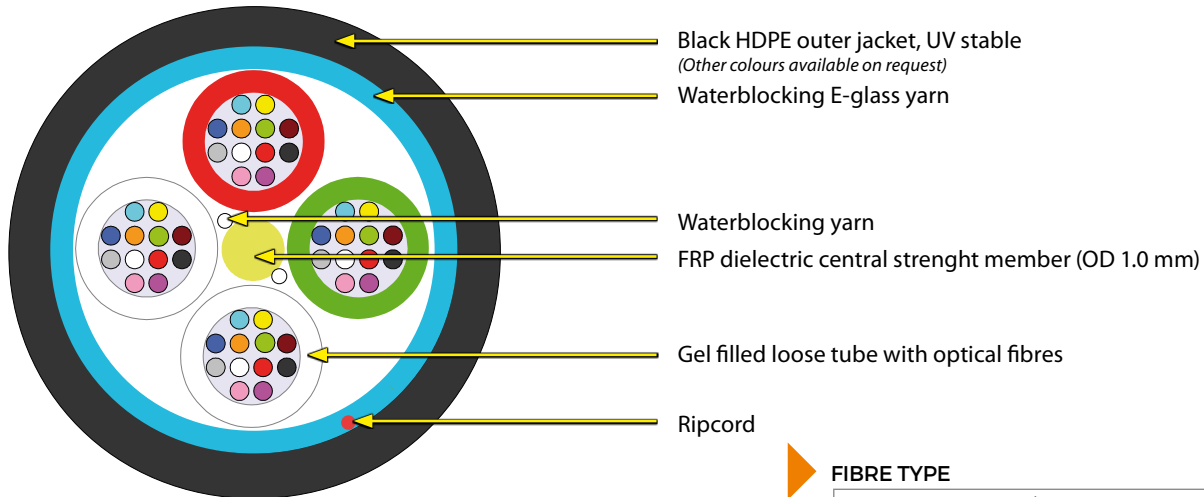 Black HDPE outer jacket, UV stable
(Other colours available on request)
Waterblocking E-glass yarn
Waterblocking yarn
FRP dielectric central strenght member (OD 1.0 mm)
Gel filled loose tube with optical fibres
Ripcord
FIBRE TYPE